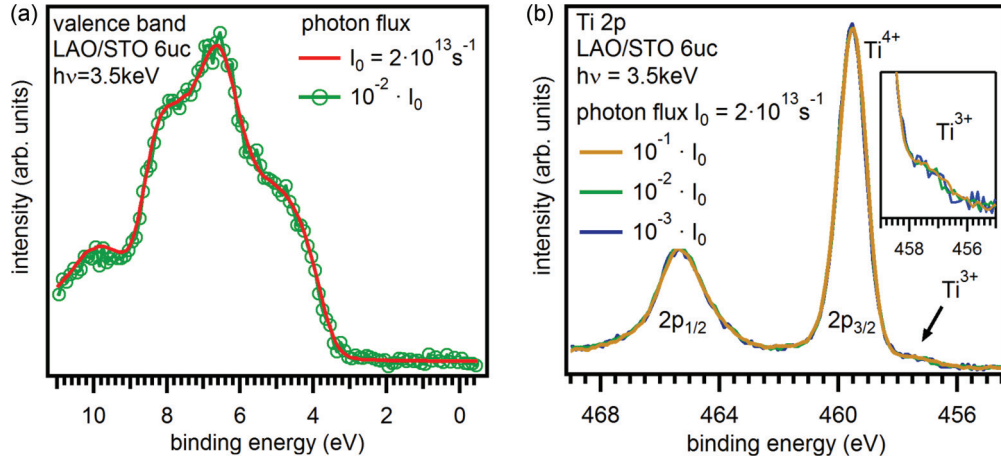 (a)
valence band
LAO/STO 6uc
hν=3.5keV
photon flux
I₀ = 2·10¹³s⁻¹
10⁻² · I₀
intensity (arb. units)
10 8 6 4 2 0
binding energy (eV)
(b)
Ti 2p
LAO/STO 6uc
hν = 3.5keV
photon flux I₀ = 2·10¹³s⁻¹
10⁻¹ · I₀
10⁻² · I₀
10⁻³ · I₀
Ti⁴⁺
Ti³⁺
458 456
Ti³⁺
2p₁/₂
2p₃/₂
intensity (arb. units)
468 464 460 456
binding energy (eV)